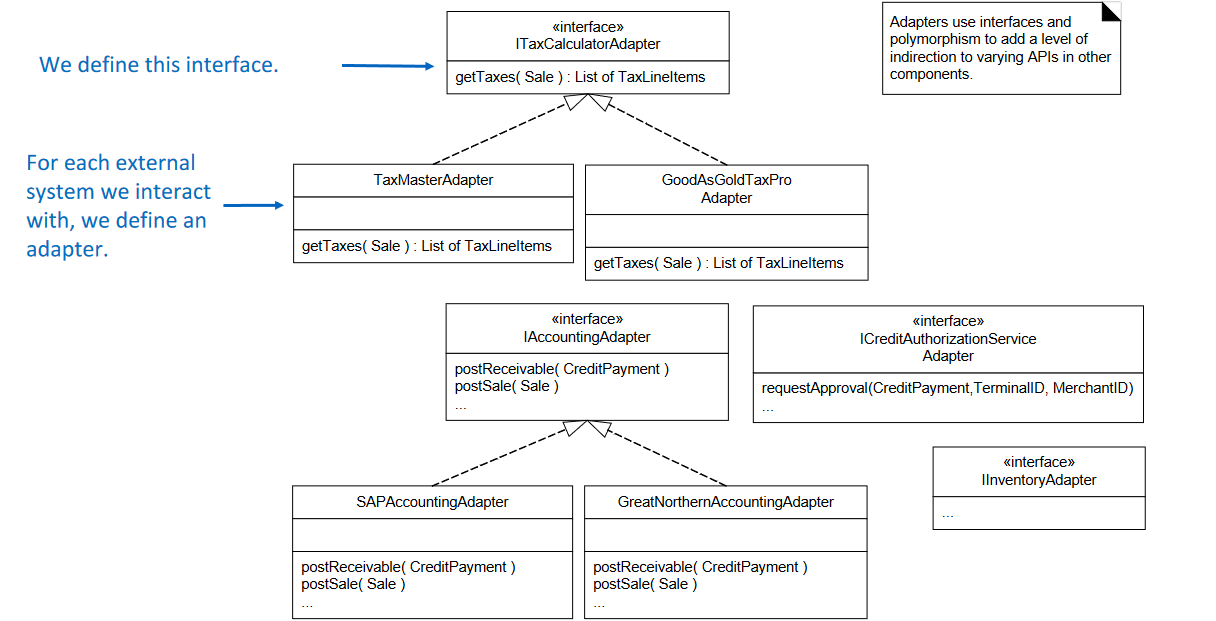 We define this interface.
«interface»
ITaxCalculatorAdapter
getTaxes( Sale ) : List of TaxLineItems
Adapters use interfaces and
polymorphism to add a level of
indirection to varying APIs in other
components.
For each external
system we interact
with, we define an
adapter.
TaxMasterAdapter
getTaxes( Sale ) : List of TaxLineItems
GoodAsGoldTaxPro
Adapter
getTaxes( Sale ) : List of TaxLineItems
«interface»
IAccountingAdapter
postReceivable( CreditPayment )
postSale( Sale )
...
«interface»
ICreditAuthorizationService
Adapter
requestApproval(CreditPayment,TerminalID, MerchantID)
...
«interface»
IInventoryAdapter
...
SAPAccountingAdapter
postReceivable( CreditPayment )
postSale( Sale )
...
GreatNorthernAccountingAdapter
postReceivable( CreditPayment )
postSale( Sale )
...